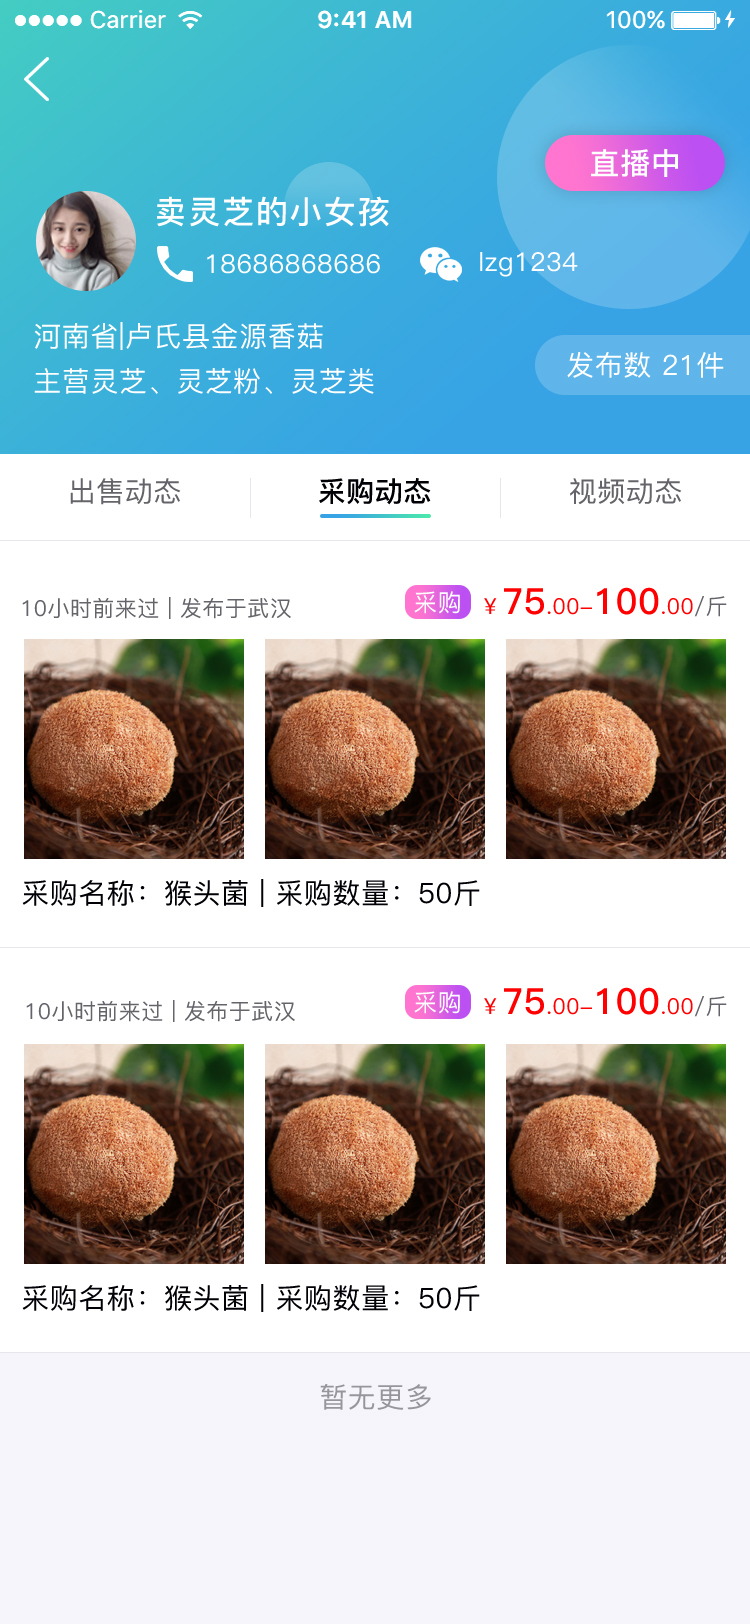 Carrier 9:41 AM 100%
直播中
卖灵芝的小女孩
18686868686 lzg1234
河南省|卢氏县金源香菇
主营灵芝、灵芝粉、灵芝类
发布数 21件
出售动态 采购动态 视频动态
10小时前来过 | 发布于武汉 采购 ¥75.00-100.00/斤
采购名称：猴头菌 | 采购数量：50斤
10小时前来过 | 发布于武汉 采购 ¥75.00-100.00/斤
采购名称：猴头菌 | 采购数量：50斤
暂无更多